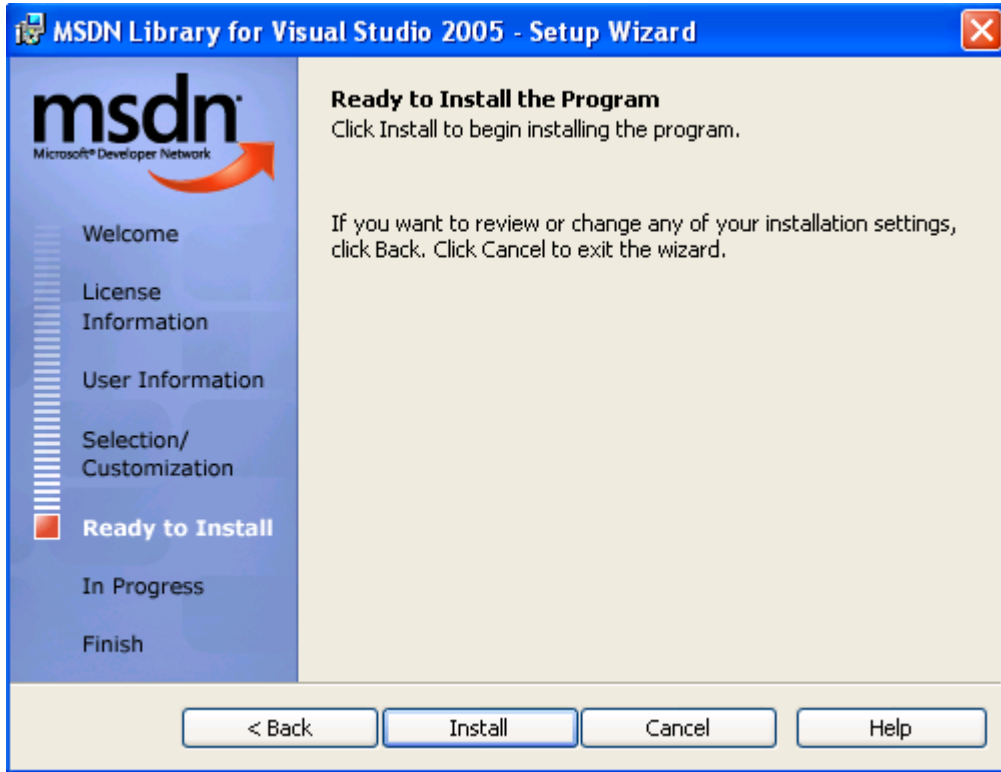 MSDN Library for Visual Studio 2005 - Setup Wizard
msdn
Microsoft® Developer Network
Welcome
License
Information
User Information
Selection/
Customization
Ready to Install
In Progress
Finish
Ready to Install the Program
Click Install to begin installing the program.
If you want to review or change any of your installation settings,
click Back. Click Cancel to exit the wizard.
< Back
Install
Cancel
Help